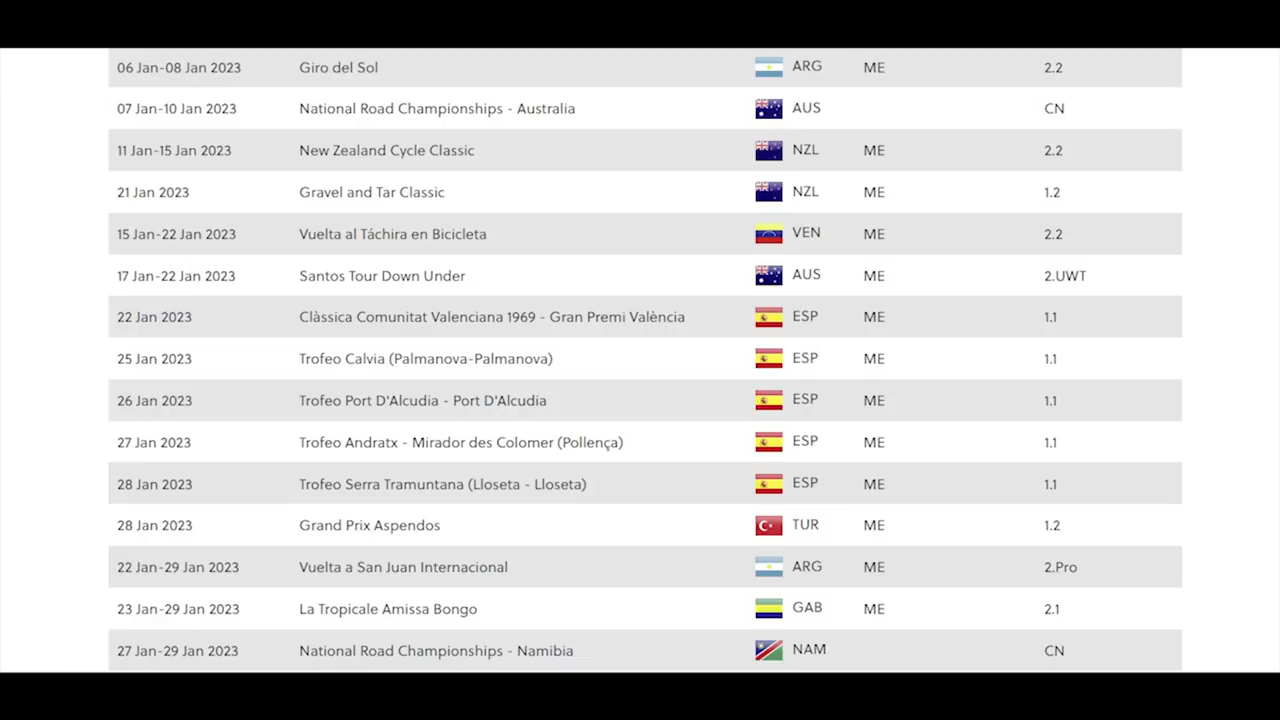 06 Jan-08 Jan 2023 Giro del Sol ARG ME 2.2
07 Jan-10 Jan 2023 National Road Championships - Australia AUS CN
11 Jan-15 Jan 2023 New Zealand Cycle Classic NZL ME 2.2
21 Jan 2023 Gravel and Tar Classic NZL ME 1.2
15 Jan-22 Jan 2023 Vuelta al Táchira en Bicicleta VEN ME 2.2
17 Jan-22 Jan 2023 Santos Tour Down Under AUS ME 2.UWT
22 Jan 2023 Clàssica Comunitat Valenciana 1969 - Gran Premi València ESP ME 1.1
25 Jan 2023 Trofeo Calvia (Palmanova-Palmanova) ESP ME 1.1
26 Jan 2023 Trofeo Port D'Alcudia - Port D'Alcudia ESP ME 1.1
27 Jan 2023 Trofeo Andratx - Mirador des Colomer (Pollença) ESP ME 1.1
28 Jan 2023 Trofeo Serra Tramuntana (Lloseta - Lloseta) ESP ME 1.1
28 Jan 2023 Grand Prix Aspendos TUR ME 1.2
22 Jan-29 Jan 2023 Vuelta a San Juan Internacional ARG ME 2.Pro
23 Jan-29 Jan 2023 La Tropicale Amissa Bongo GAB ME 2.1
27 Jan-29 Jan 2023 National Road Championships - Namibia NAM CN